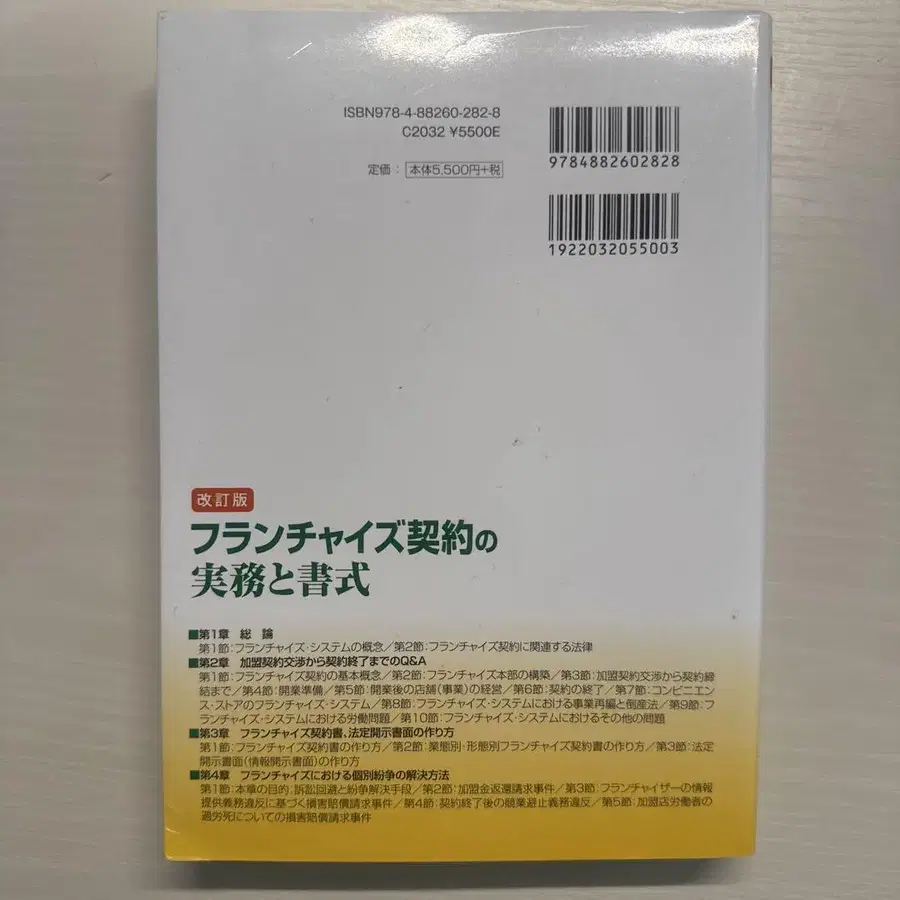 ISBN978-4-88260-282-8
C2032 ¥5500E
定価： 本体5,500円+税
9784882602828
1922032055003
改訂版
フランチャイズ契約の
実務と書式
■第1章 総 論
第1節：フランチャイズ・システムの概念／第2節：フランチャイズ契約に関連する法律
■第2章 加盟契約交渉から契約終了までのQ&A
第1節：フランチャイズ契約の基本概念／第2節：フランチャイズ本部の構築／第3節：加盟契約交渉から契約締
結まで／第4節：開業準備／第5節：開業後の店舗（事業）の経営／第6節：契約の終了／第7節：コンビニエン
ス・ストアのフランチャイズ・システム／第8節：フランチャイズ・システムにおける事業再編と倒産法／第9節：フ
ランチャイズ・システムにおける労働問題／第10節：フランチャイズ・システムにおけるその他の問題
■第3章 フランチャイズ契約書、法定開示書面の作り方
第1節：フランチャイズ契約書の作り方／第2節：業態別・形態別フランチャイズ契約書の作り方／第3節：法定
開示書面（情報開示書面）の作り方
■第4章 フランチャイズにおける個別紛争の解決方法
第1節：本章の目的：訴訟回避と紛争解決手段／第2節：加盟金返還請求事件／第3節：フランチャイザーの情報
提供義務違反に基づく損害賠償請求事件／第4節：契約終了後の競業避止義務違反／第5節：加盟店労働者の
過労死についての損害賠償請求事件